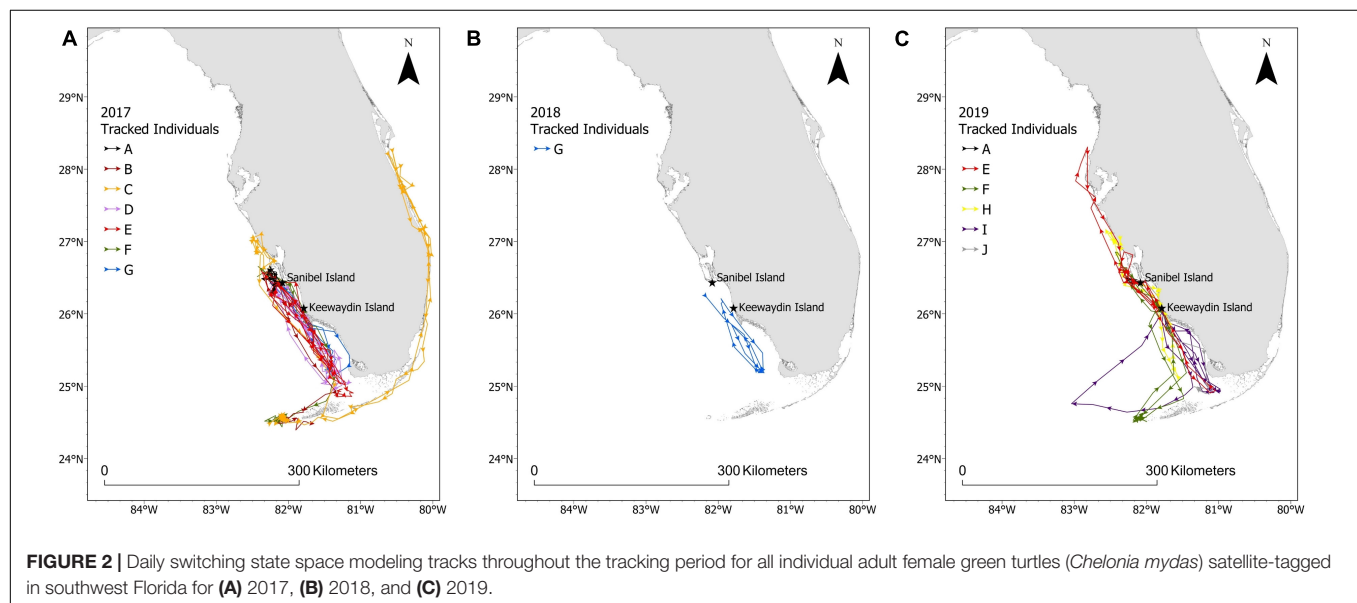 A
N
29°N
28°N
27°N
26°N
25°N
24°N
2017
Tracked Individuals
A
B
C
D
E
F
G
Sanibel Island
Keewaydin Island
0
300 Kilometers
84°W
83°W
82°W
81°W
80°W
B
N
29°N
28°N
27°N
26°N
25°N
24°N
2018
Tracked Individuals
G
Sanibel Island
Keewaydin Island
0
300 Kilometers
84°W
83°W
82°W
81°W
80°W
C
N
29°N
28°N
27°N
26°N
25°N
24°N
2019
Tracked Individuals
A
E
F
H
I
J
Sanibel Island
Keewaydin Island
0
300 Kilometers
84°W
83°W
82°W
81°W
80°W
FIGURE 2 | Daily switching state space modeling tracks throughout the tracking period for all individual adult female green turtles (Chelonia mydas) satellite-tagged
in southwest Florida for (A) 2017, (B) 2018, and (C) 2019.